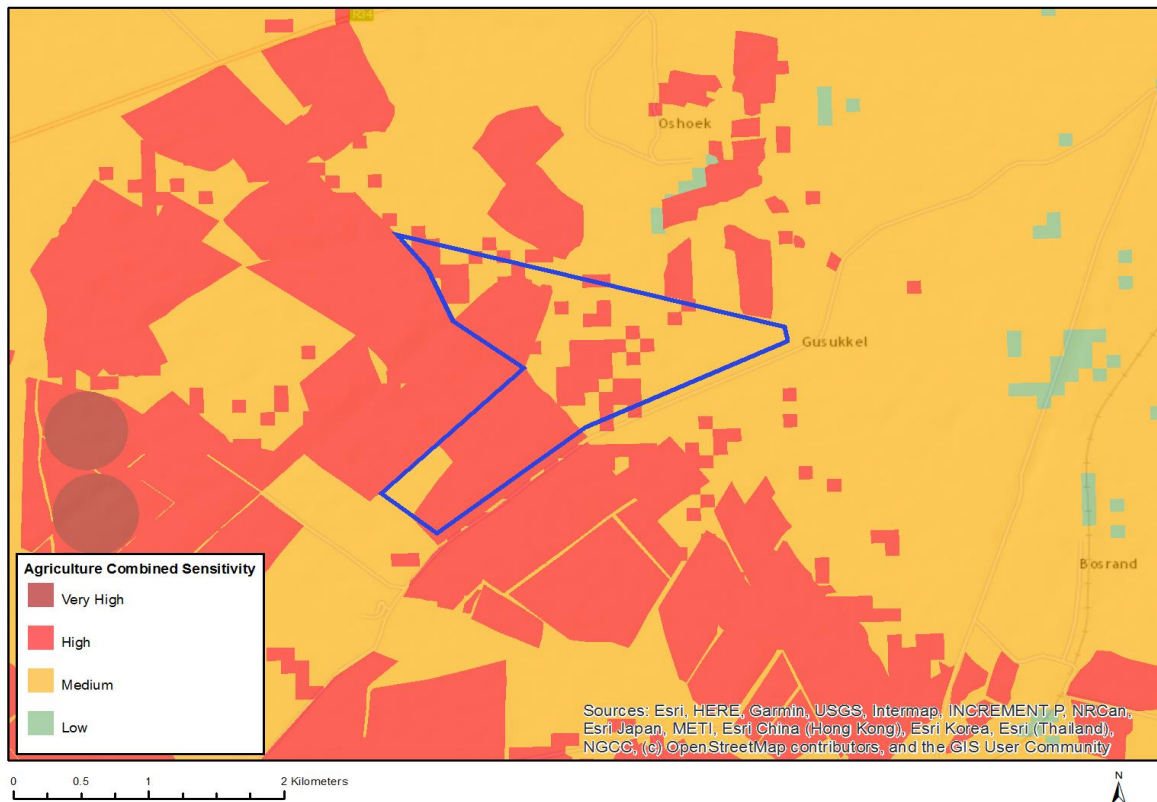 R34
Oshoek
Gusukkel
Bosrand
Agriculture Combined Sensitivity
Very High
High
Medium
Low
Sources: Esri, HERE, Garmin, USGS, Intermap, INCREMENT P, NRCan,
Esri Japan, METI, Esri China (Hong Kong), Esri Korea, Esri (Thailand),
NGCC, (c) OpenStreetMap contributors, and the GIS User Community
0 0.5 1 2 Kilometers
N